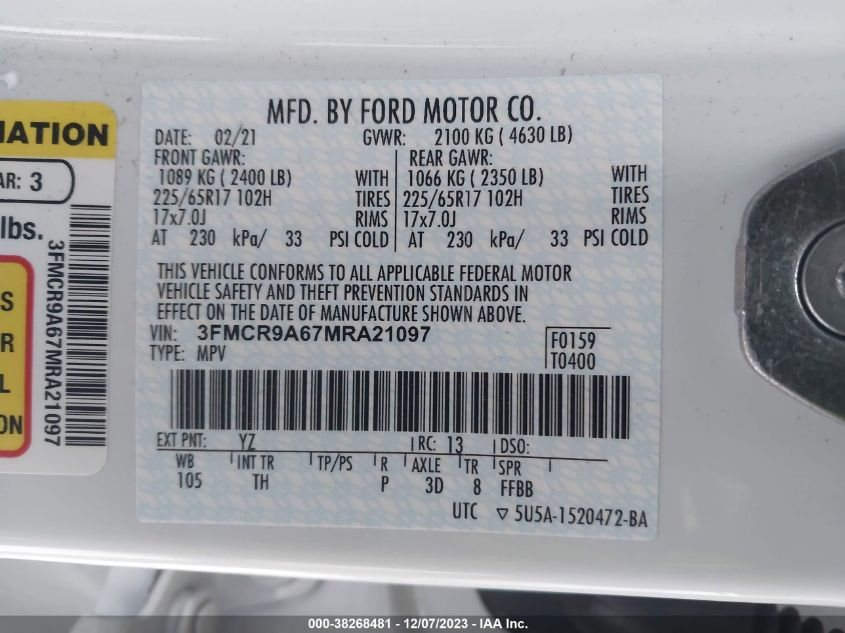 MATION
AR: 3
lbs.
S
R
L
ON
3FMCR9A67MRA21097
MFD. BY FORD MOTOR CO.
DATE: 02/21 GVWR: 2100 KG ( 4630 LB)
FRONT GAWR: REAR GAWR:
1089 KG ( 2400 LB) WITH 1066 KG ( 2350 LB) WITH
225/65R17 102H TIRES 225/65R17 102H TIRES
17x7.0J RIMS 17x7.0J RIMS
AT 230 kPa/ 33 PSI COLD AT 230 kPa/ 33 PSI COLD
THIS VEHICLE CONFORMS TO ALL APPLICABLE FEDERAL MOTOR
VEHICLE SAFETY AND THEFT PREVENTION STANDARDS IN
EFFECT ON THE DATE OF MANUFACTURE SHOWN ABOVE.
VIN: 3FMCR9A67MRA21097 F0159
TYPE: MPV T0400
EXT PNT: YZ RC: 13 DSO:
WB INT TR TP/PS R AXLE TR SPR
105 TH P 3D 8 FFBB
UTC ▽ 5U5A-1520472-BA
000-38268481 - 12/07/2023 - IAA Inc.